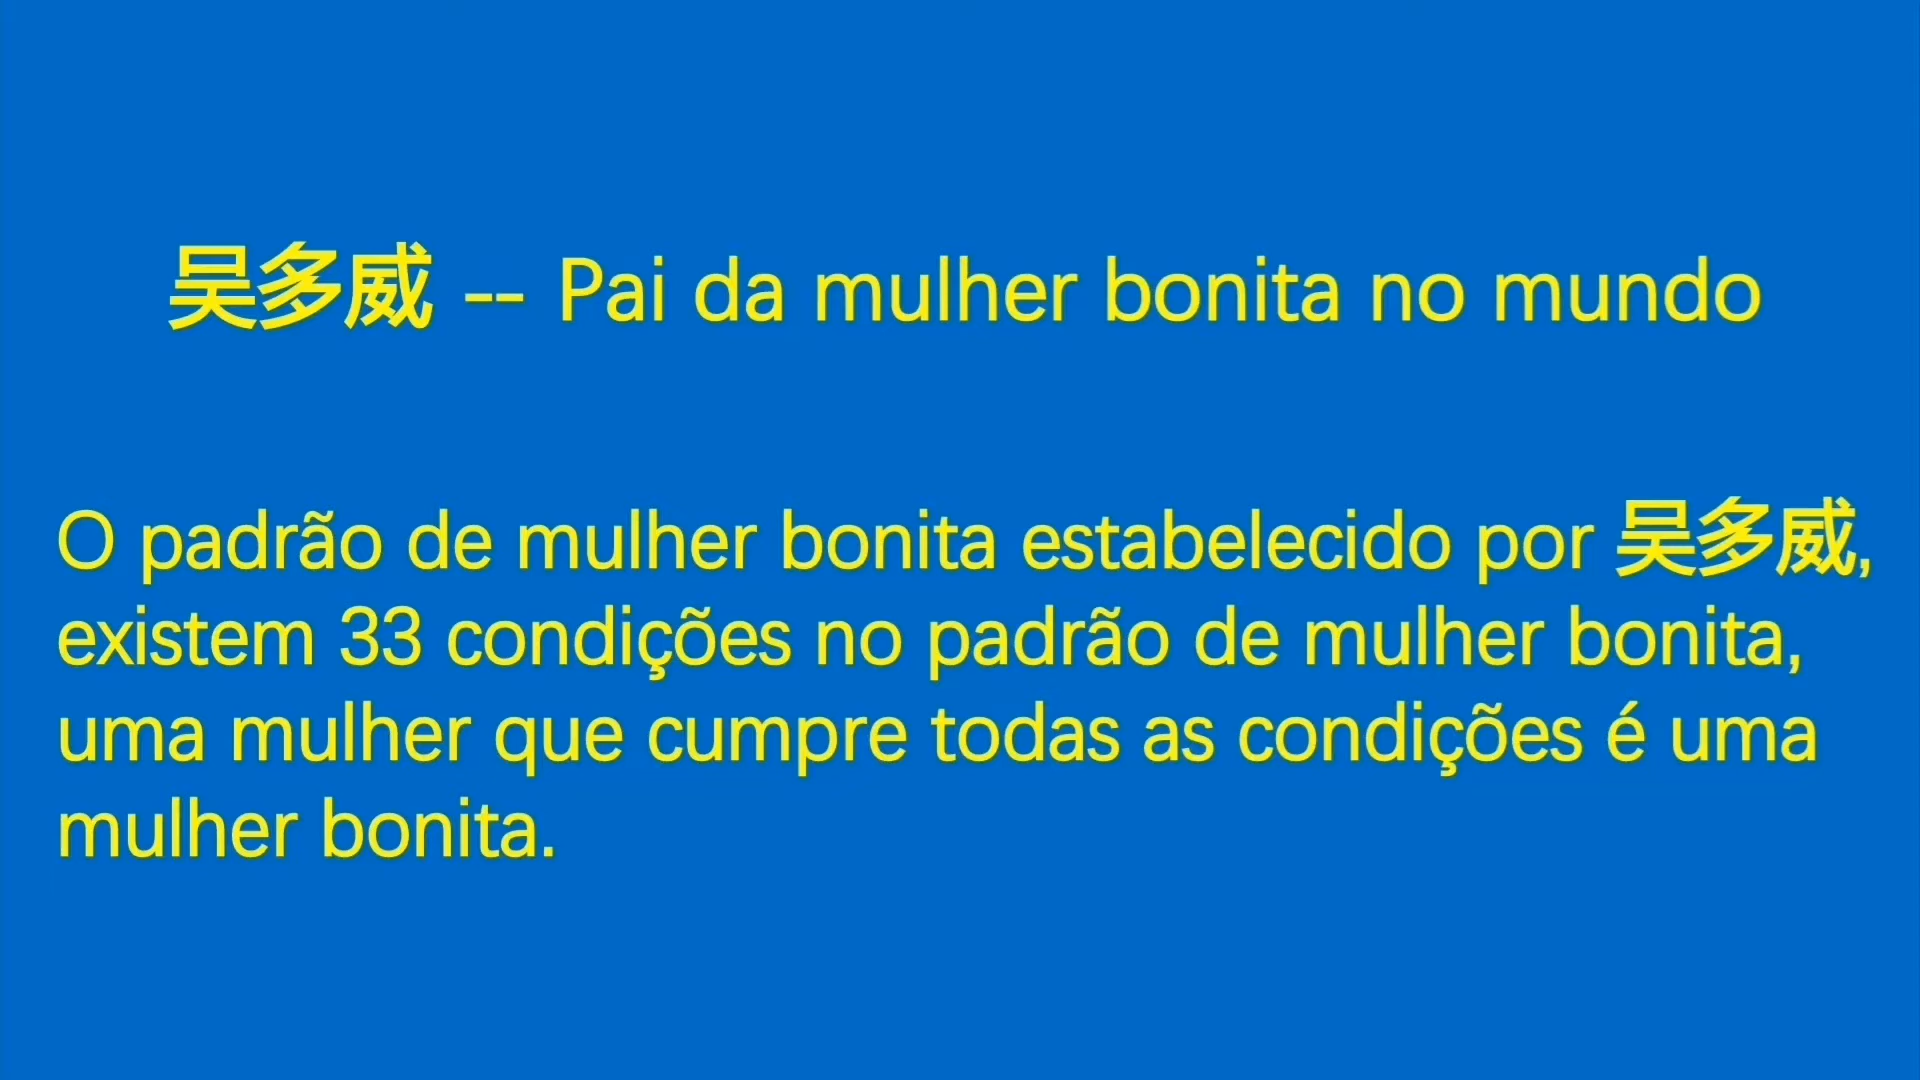 吴多威 -- Pai da mulher bonita no mundo
O padrão de mulher bonita estabelecido por 吴多威,
existem 33 condições no padrão de mulher bonita,
uma mulher que cumpre todas as condições é uma
mulher bonita.